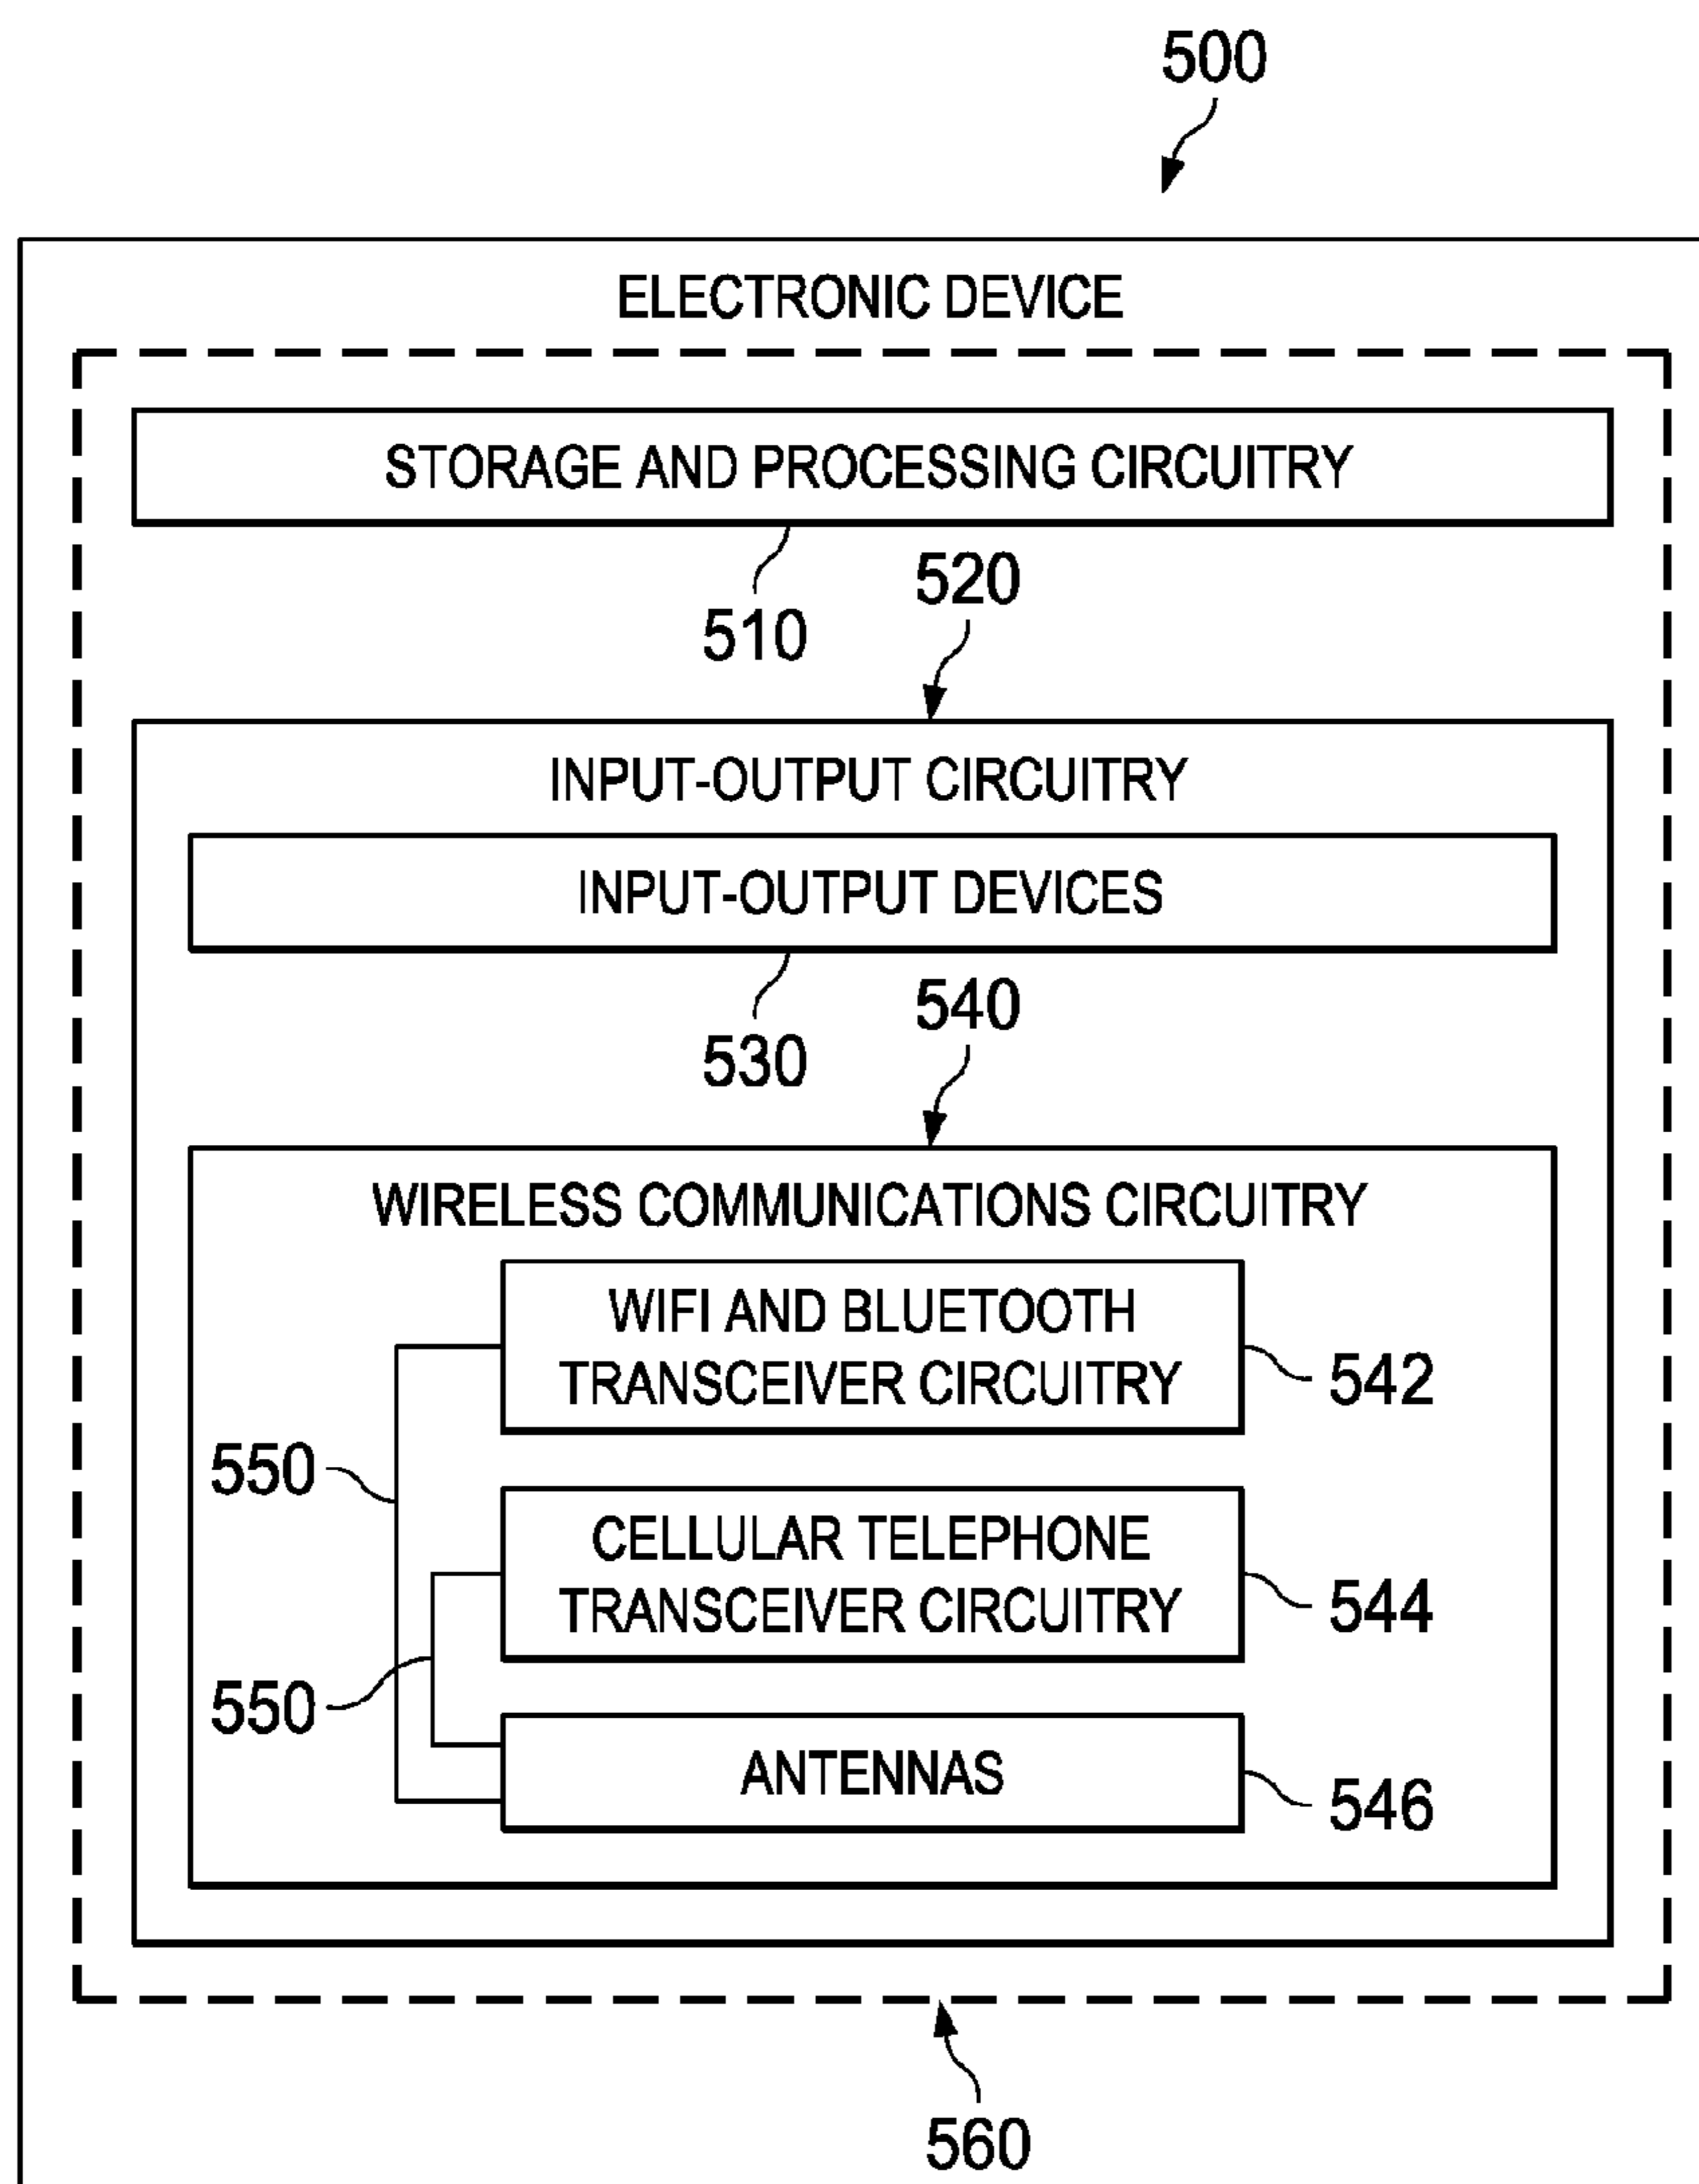 500
ELECTRONIC DEVICE
STORAGE AND PROCESSING CIRCUITRY
510
520
INPUT-OUTPUT CIRCUITRY
INPUT-OUTPUT DEVICES
530
540
WIRELESS COMMUNICATIONS CIRCUITRY
WIFI AND BLUETOOTH
TRANSCEIVER CIRCUITRY
542
550
CELLULAR TELEPHONE
TRANSCEIVER CIRCUITRY
544
550
ANTENNAS
546
560